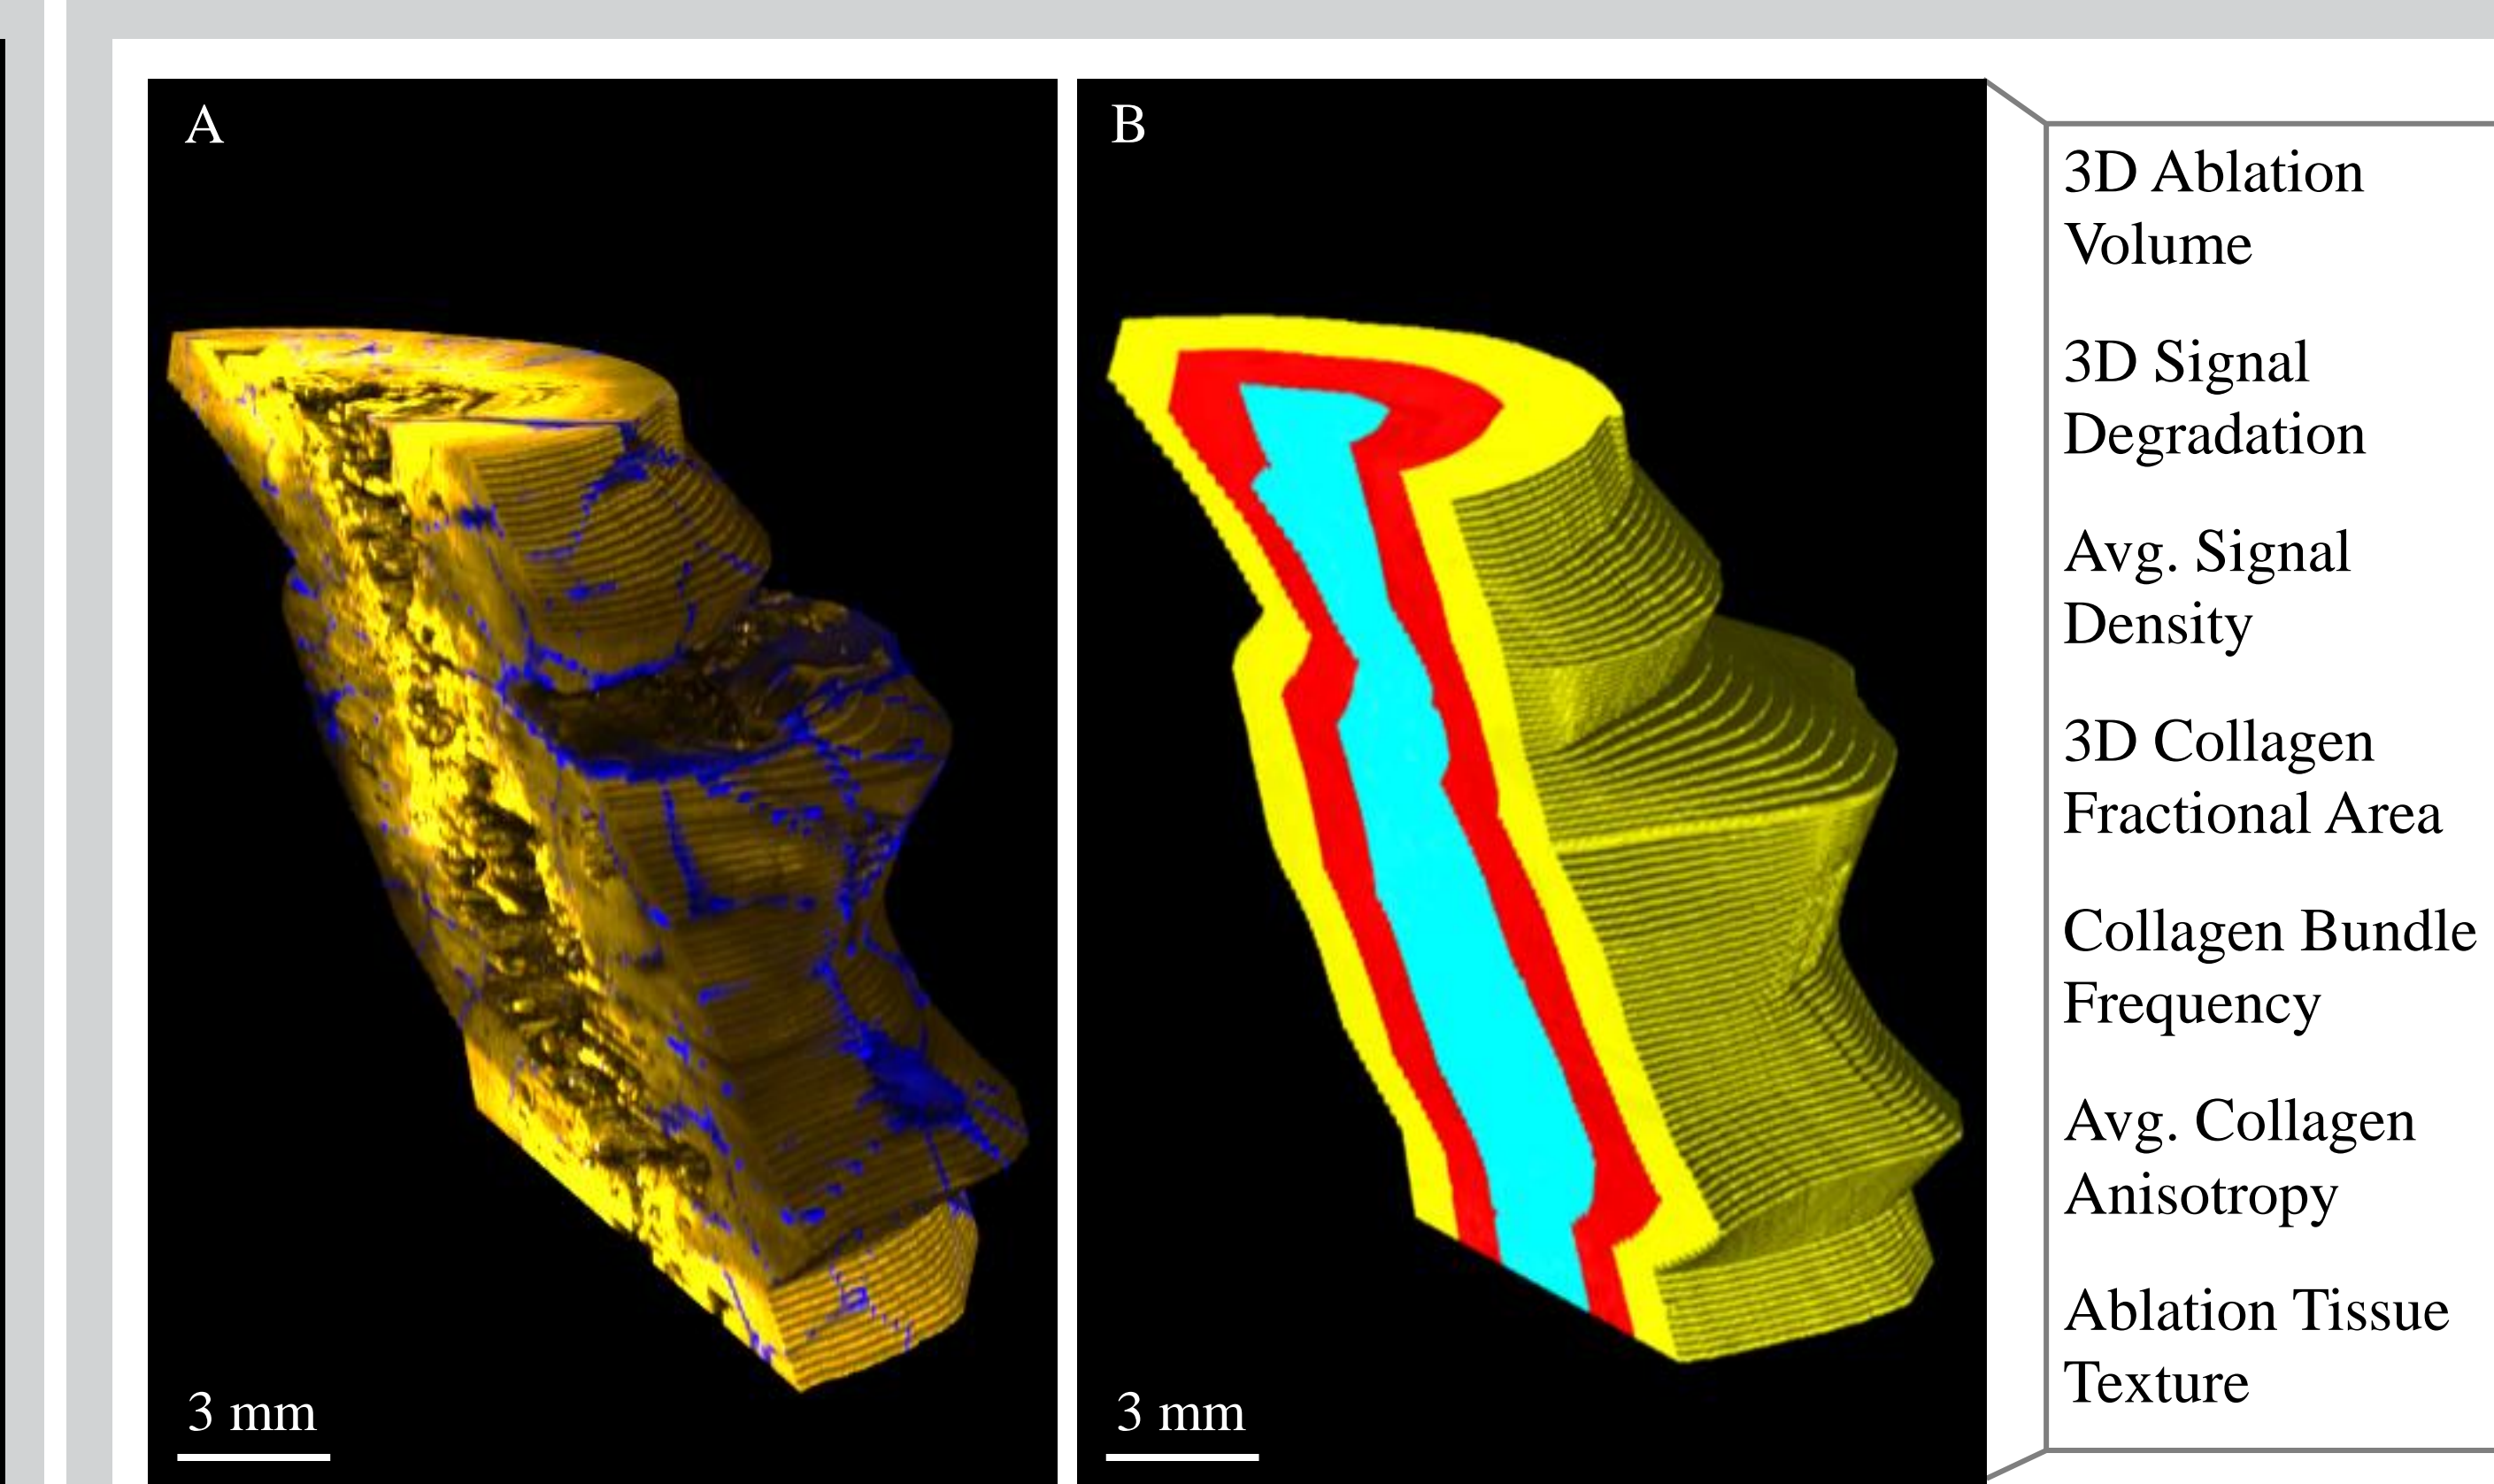 A
B
3 mm
3 mm
3D Ablation
Volume
3D Signal
Degradation
Avg. Signal
Density
3D Collagen
Fractional Area
Collagen Bundle
Frequency
Avg. Collagen
Anisotropy
Ablation Tissue
Texture